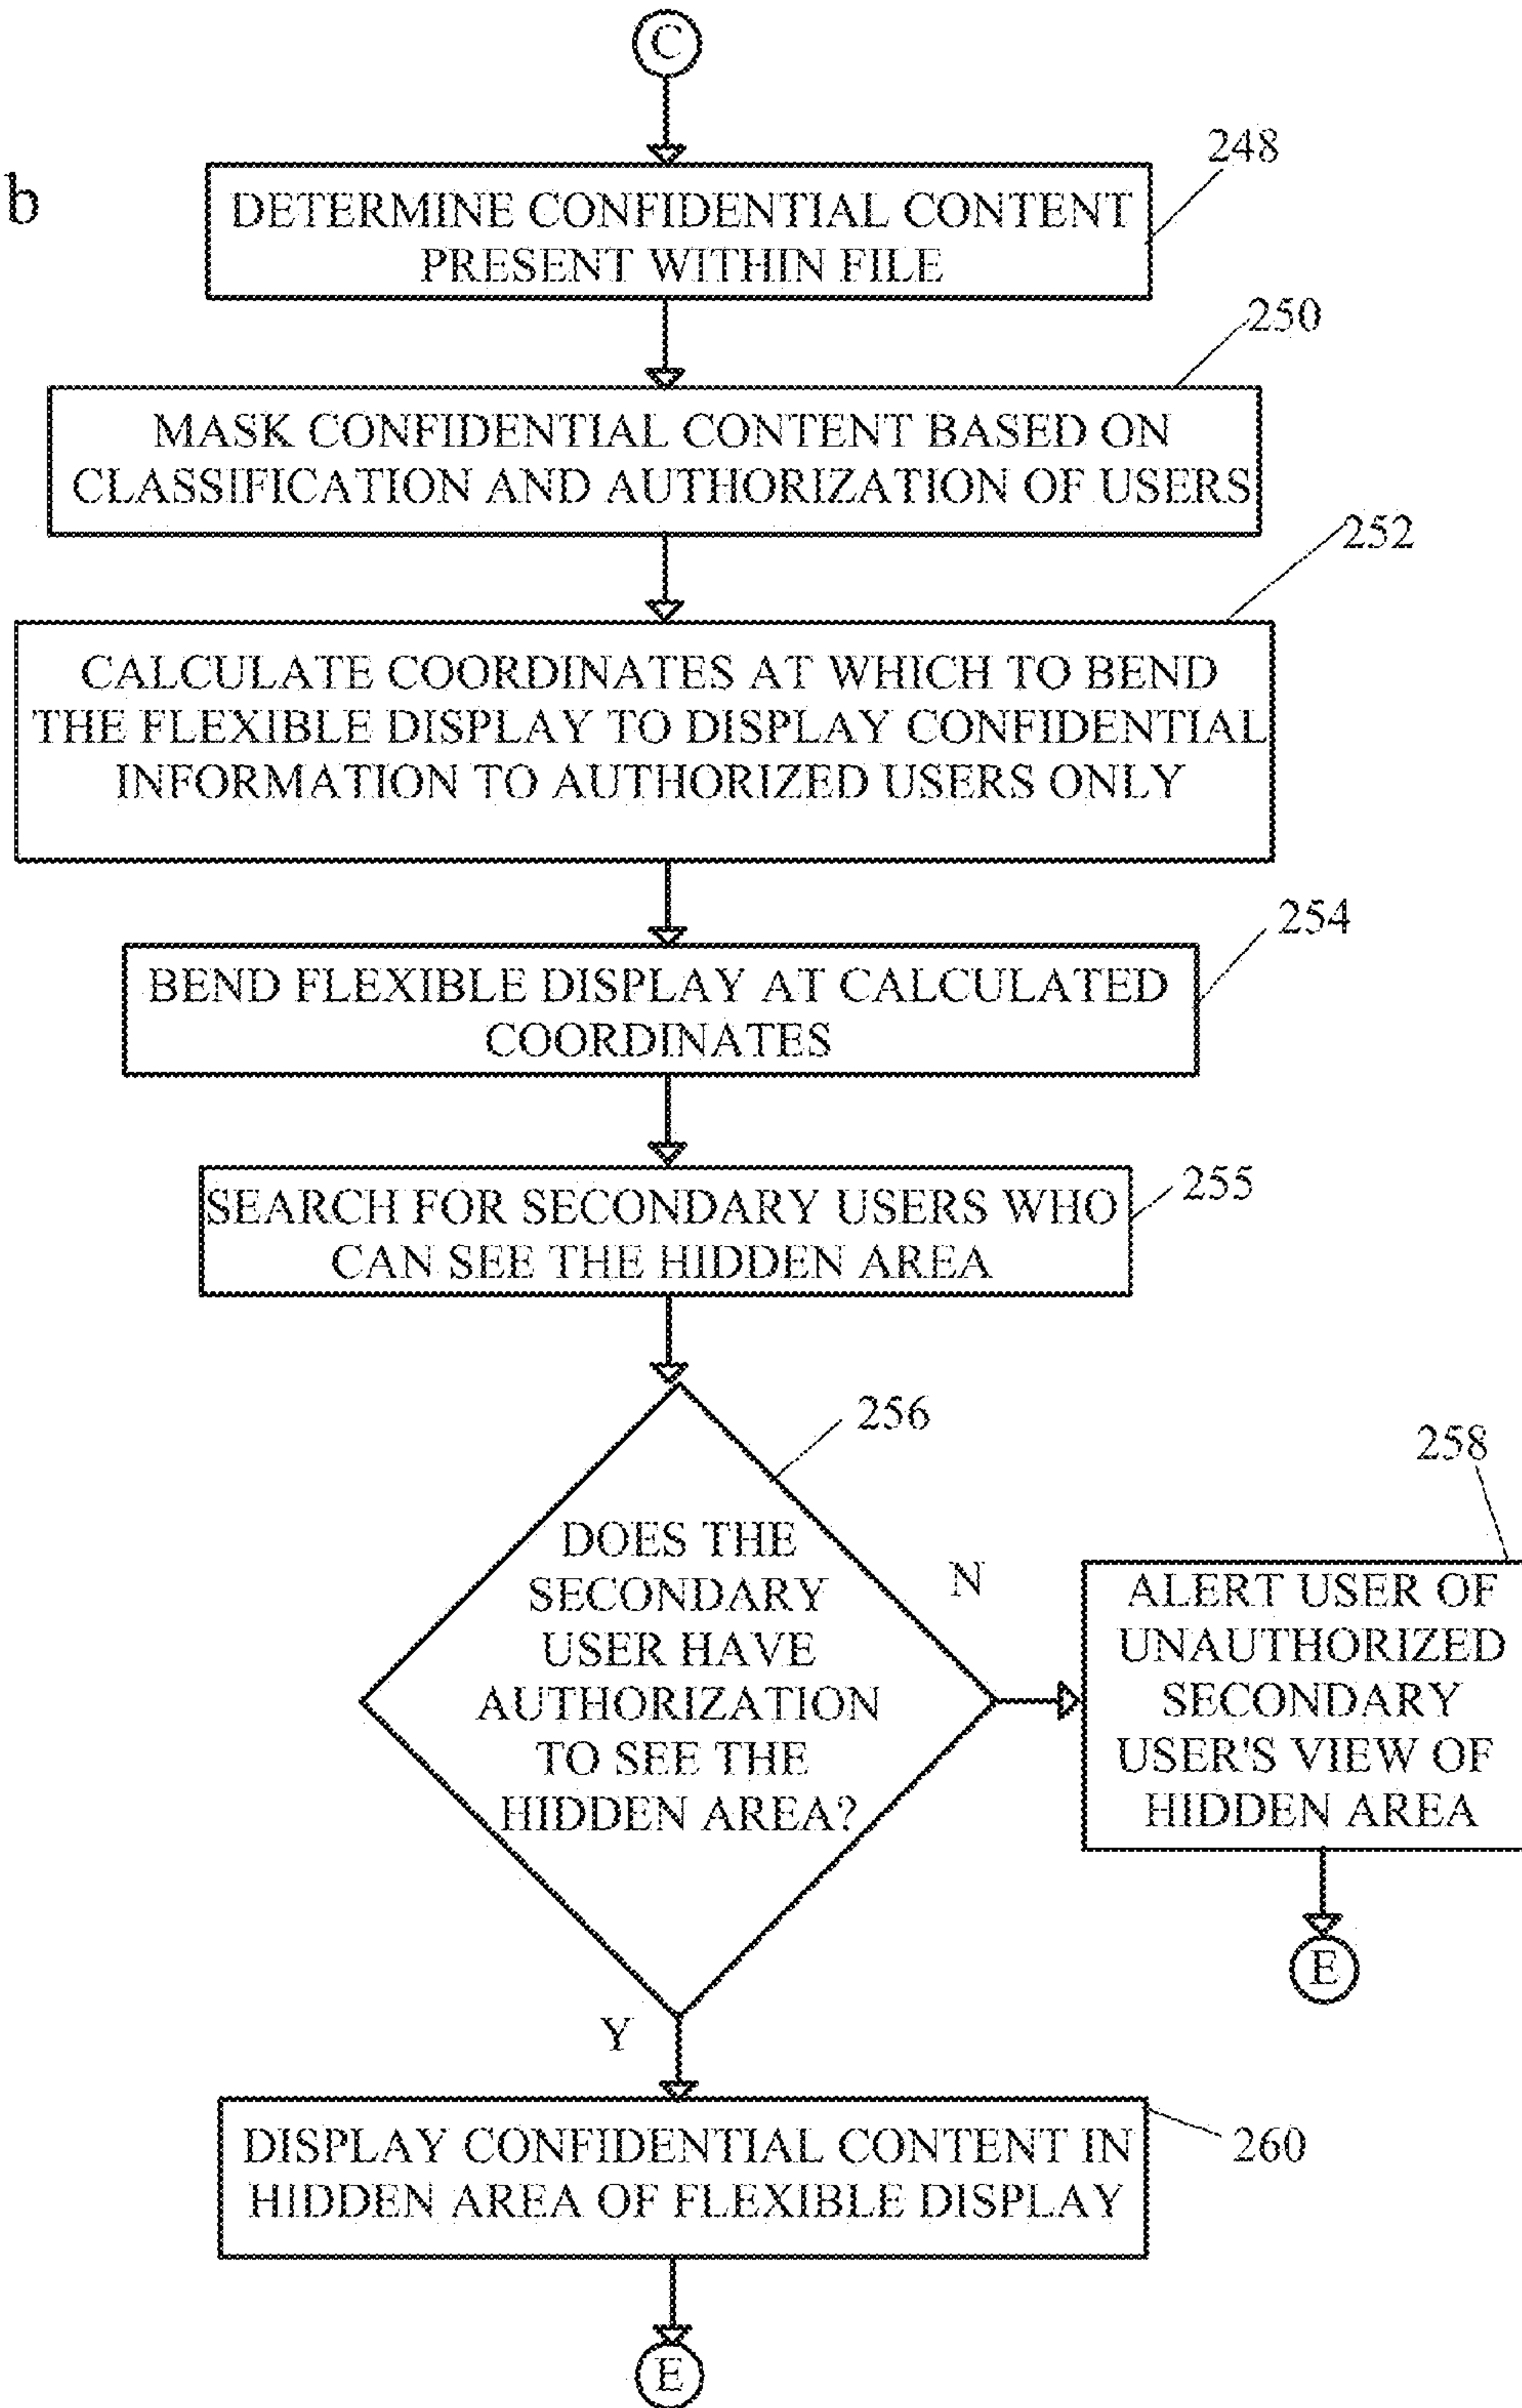 C
b
248
DETERMINE CONFIDENTIAL CONTENT
PRESENT WITHIN FILE
250
MASK CONFIDENTIAL CONTENT BASED ON
CLASSIFICATION AND AUTHORIZATION OF USERS
252
CALCULATE COORDINATES AT WHICH TO BEND
THE FLEXIBLE DISPLAY TO DISPLAY CONFIDENTIAL
INFORMATION TO AUTHORIZED USERS ONLY
254
BEND FLEXIBLE DISPLAY AT CALCULATED
COORDINATES
255
SEARCH FOR SECONDARY USERS WHO
CAN SEE THE HIDDEN AREA
256
DOES THE
SECONDARY
USER HAVE
AUTHORIZATION
TO SEE THE
HIDDEN AREA?
N
258
ALERT USER OF
UNAUTHORIZED
SECONDARY
USER'S VIEW OF
HIDDEN AREA
E
Y
260
DISPLAY CONFIDENTIAL CONTENT IN
HIDDEN AREA OF FLEXIBLE DISPLAY
E